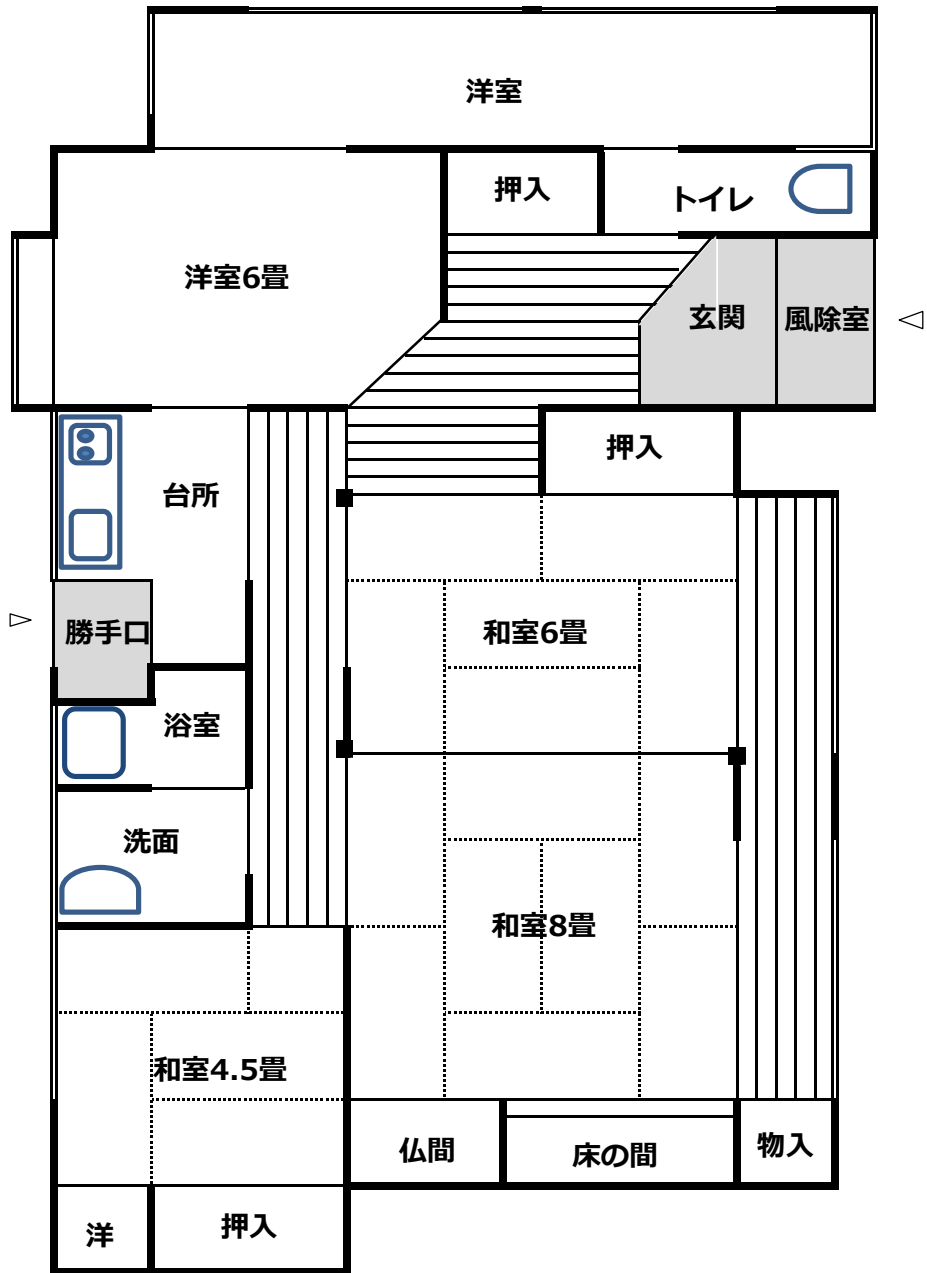 洋室
押入
トイレ
洋室6畳
玄関
風除室
押入
台所
勝手口
和室6畳
浴室
洗面
和室8畳
和室4.5畳
仏間
床の間
物入
洋
押入